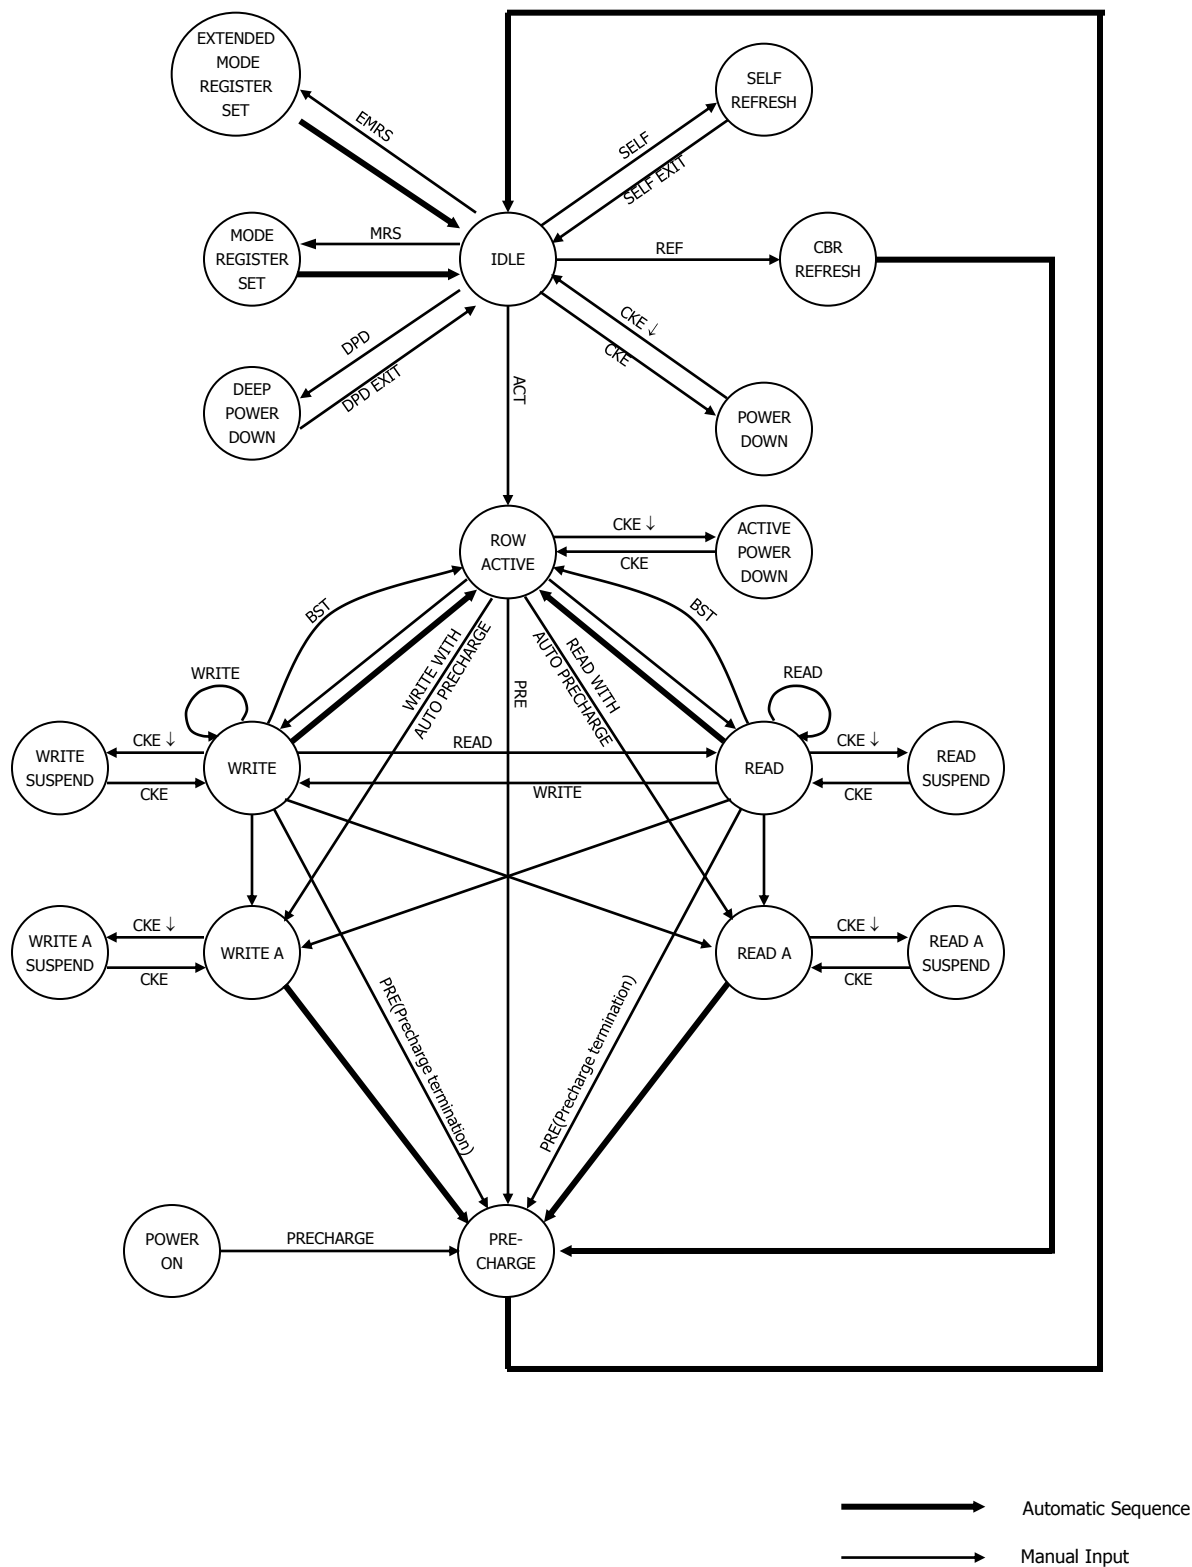 EXTENDED
MODE
REGISTER
SET
EMRS
SELF
REFRESH
SELF
SELF EXIT
MODE
REGISTER
SET
MRS
IDLE
REF
CBR
REFRESH
DPD
DPD EXIT
CKE ↓
CKE
DEEP
POWER
DOWN
ACT
POWER
DOWN
ROW
ACTIVE
CKE ↓
CKE
ACTIVE
POWER
DOWN
BST
BST
WRITE WITH
AUTO PRECHARGE
PRE
READ WITH
AUTO PRECHARGE
WRITE
READ
WRITE
SUSPEND
CKE ↓
CKE
WRITE
READ
WRITE
READ
CKE ↓
CKE
READ
SUSPEND
WRITE A
SUSPEND
CKE ↓
CKE
WRITE A
READ A
CKE ↓
CKE
READ A
SUSPEND
PRE(Precharge termination)
PRE(Precharge termination)
POWER
ON
PRECHARGE
PRE-
CHARGE
Automatic Sequence
Manual Input